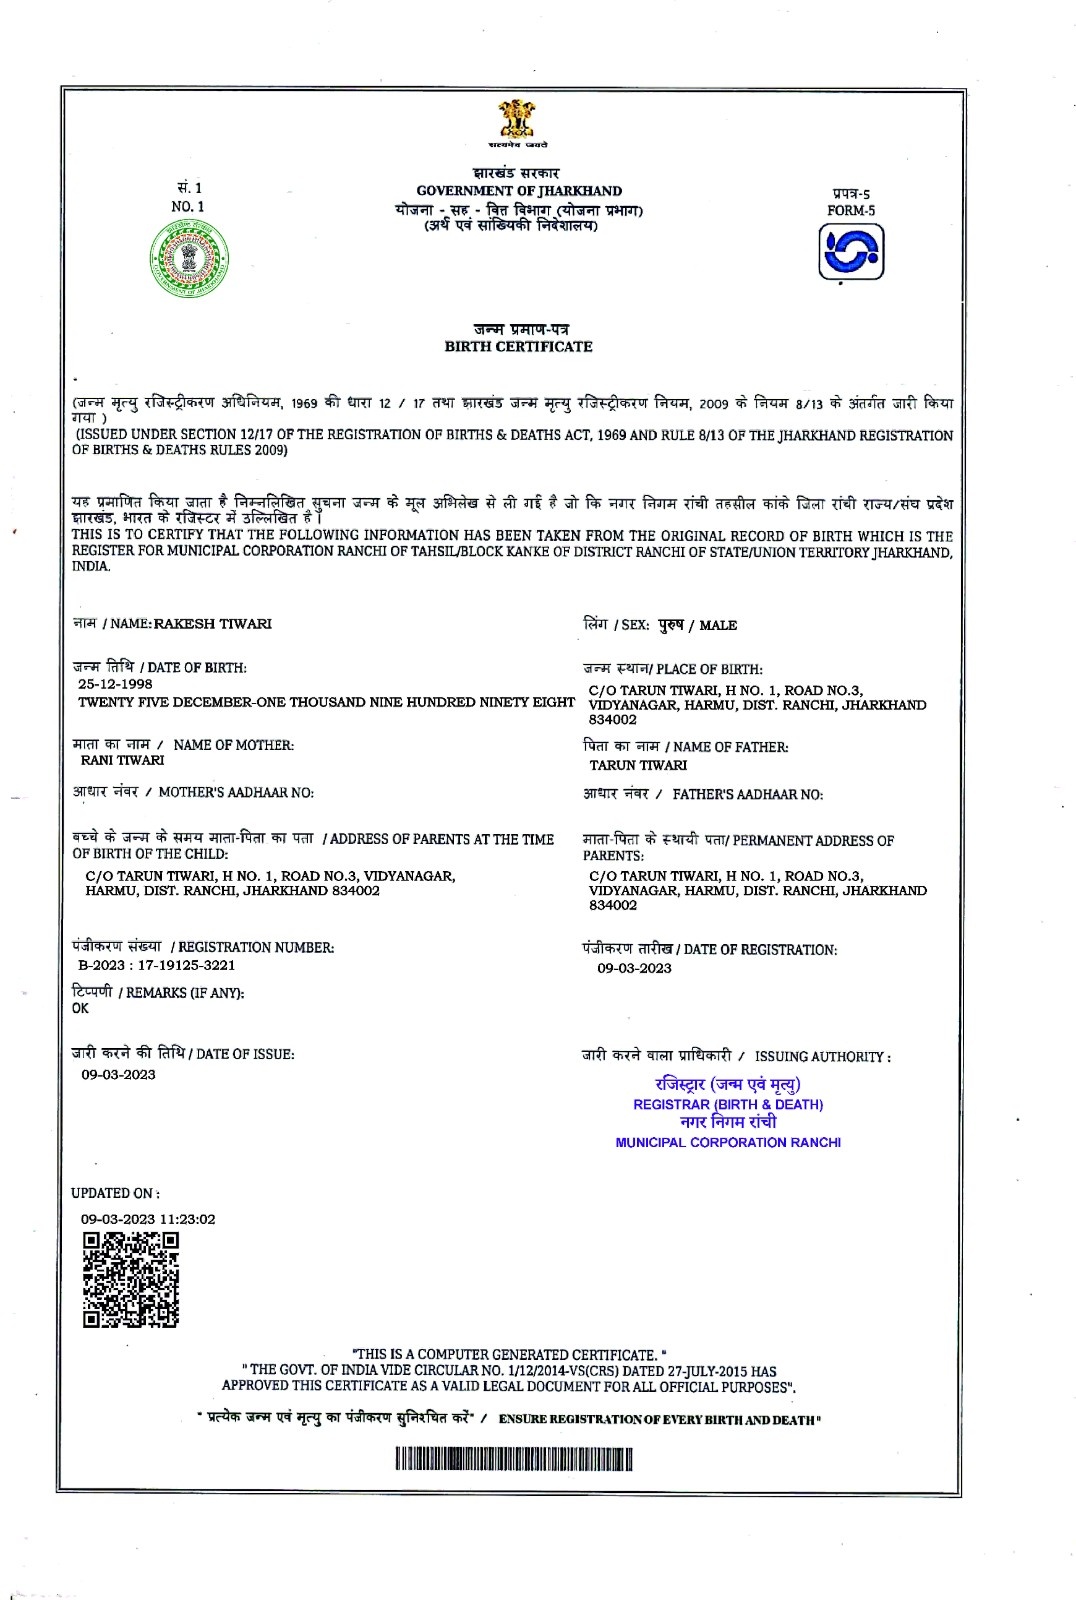 सत्यमेव जयते
झारखंड सरकार
GOVERNMENT OF JHARKHAND
योजना - सह - वित्त विभाग (योजना प्रभाग)
(अर्थ एवं सांख्यिकी निदेशालय)
सं. 1
NO. 1
प्रपत्र-5
FORM-5
जन्म प्रमाण-पत्र
BIRTH CERTIFICATE
(जन्म मृत्यु रजिस्ट्रीकरण अधिनियम, 1969 की धारा 12 / 17 तथा झारखंड जन्म मृत्यु रजिस्ट्रीकरण नियम, 2009 के नियम 8/13 के अंतर्गत जारी किया
गया )
(ISSUED UNDER SECTION 12/17 OF THE REGISTRATION OF BIRTHS & DEATHS ACT, 1969 AND RULE 8/13 OF THE JHARKHAND REGISTRATION
OF BIRTHS & DEATHS RULES 2009)
यह प्रमाणित किया जाता है निम्नलिखित सुचना जन्म के मूल अभिलेख से ली गई है जो कि नगर निगम रांची तहसील कांके जिला रांची राज्य/संघ प्रदेश
झारखंड, भारत के रजिस्टर में उल्लिखित है।
THIS IS TO CERTIFY THAT THE FOLLOWING INFORMATION HAS BEEN TAKEN FROM THE ORIGINAL RECORD OF BIRTH WHICH IS THE
REGISTER FOR MUNICIPAL CORPORATION RANCHI OF TAHSIL/BLOCK KANKE OF DISTRICT RANCHI OF STATE/UNION TERRITORY JHARKHAND,
INDIA.
नाम / NAME: RAKESH TIWARI
लिंग / SEX: पुरुष / MALE
जन्म तिथि / DATE OF BIRTH:
25-12-1998
TWENTY FIVE DECEMBER-ONE THOUSAND NINE HUNDRED NINETY EIGHT
जन्म स्थान/ PLACE OF BIRTH:
C/O TARUN TIWARI, H NO. 1, ROAD NO.3,
VIDYANAGAR, HARMU, DIST. RANCHI, JHARKHAND
834002
माता का नाम / NAME OF MOTHER:
RANI TIWARI
पिता का नाम / NAME OF FATHER:
TARUN TIWARI
आधार नंबर / MOTHER'S AADHAAR NO:
आधार नंबर / FATHER'S AADHAAR NO:
बच्चे के जन्म के समय माता-पिता का पता / ADDRESS OF PARENTS AT THE TIME
OF BIRTH OF THE CHILD:
C/O TARUN TIWARI, H NO. 1, ROAD NO.3, VIDYANAGAR,
HARMU, DIST. RANCHI, JHARKHAND 834002
माता-पिता के स्थायी पता/ PERMANENT ADDRESS OF
PARENTS:
C/O TARUN TIWARI, H NO. 1, ROAD NO.3,
VIDYANAGAR, HARMU, DIST. RANCHI, JHARKHAND
834002
पंजीकरण संख्या / REGISTRATION NUMBER:
B-2023 : 17-19125-3221
पंजीकरण तारीख / DATE OF REGISTRATION:
09-03-2023
टिप्पणी / REMARKS (IF ANY):
OK
जारी करने की तिथि / DATE OF ISSUE:
09-03-2023
जारी करने वाला प्राधिकारी / ISSUING AUTHORITY :
रजिस्ट्रार (जन्म एवं मृत्यु)
REGISTRAR (BIRTH & DEATH)
नगर निगम रांची
MUNICIPAL CORPORATION RANCHI
UPDATED ON :
09-03-2023 11:23:02
"THIS IS A COMPUTER GENERATED CERTIFICATE. "
" THE GOVT. OF INDIA VIDE CIRCULAR NO. 1/12/2014-VS(CRS) DATED 27-JULY-2015 HAS
APPROVED THIS CERTIFICATE AS A VALID LEGAL DOCUMENT FOR ALL OFFICIAL PURPOSES".
" प्रत्येक जन्म एवं मृत्यु का पंजीकरण सुनिश्चित करें" / ENSURE REGISTRATION OF EVERY BIRTH AND DEATH"